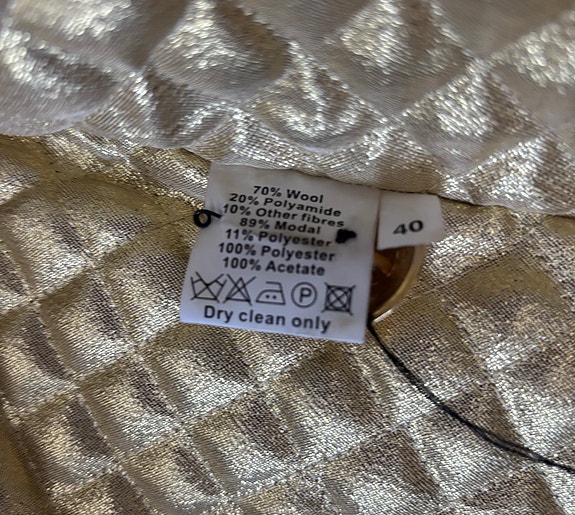 70% Wool
20% Polyamide
10% Other fibres
89% Modal
11% Polyester
100% Polyester
100% Acetate
Dry clean only
40